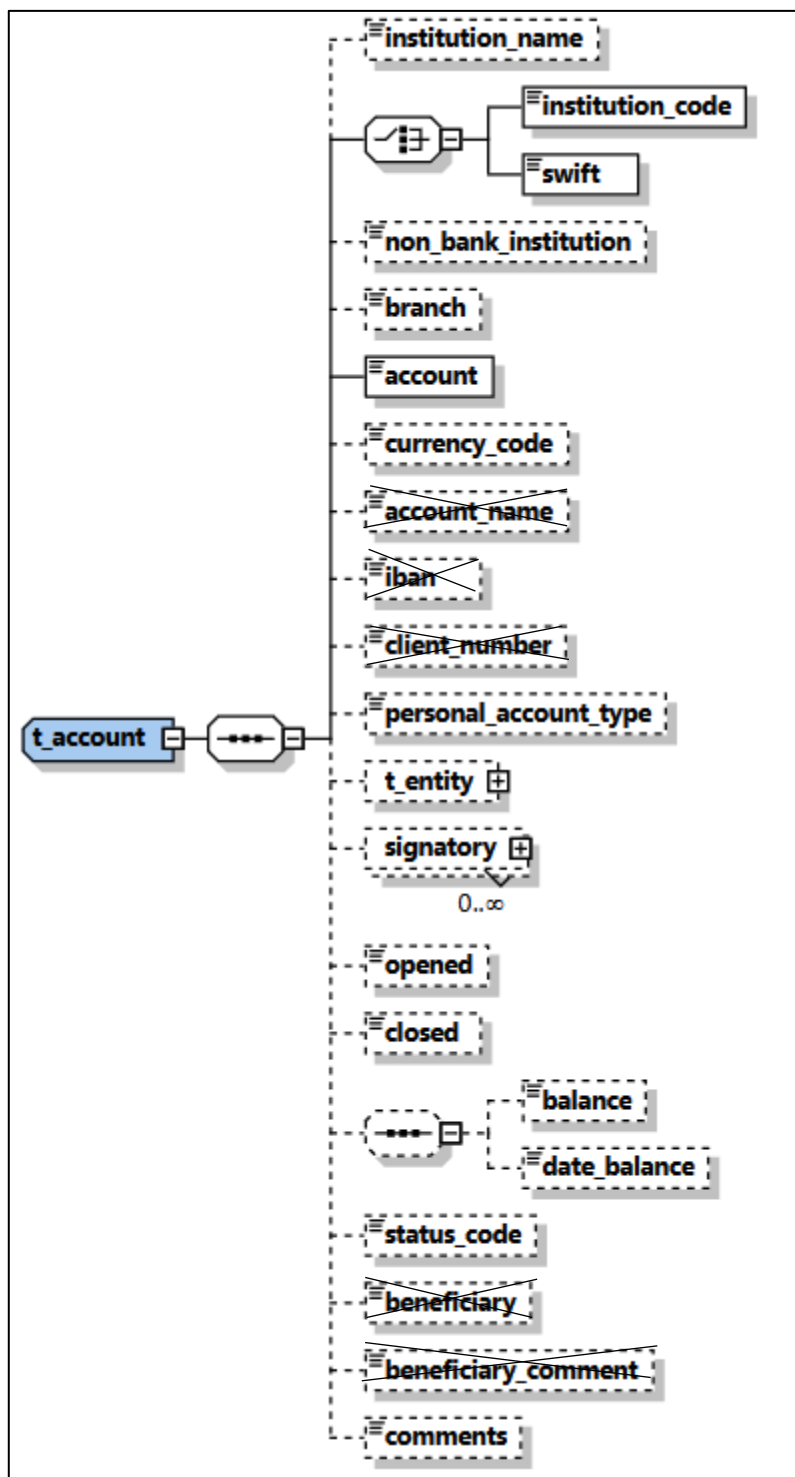 institution_name
institution_code
swift
non_bank_institution
branch
account
currency_code
account_name
iban
client_number
personal_account_type
t_account
t_entity
signatory
0..∞
opened
closed
balance
date_balance
status_code
beneficiary
beneficiary_comment
comments